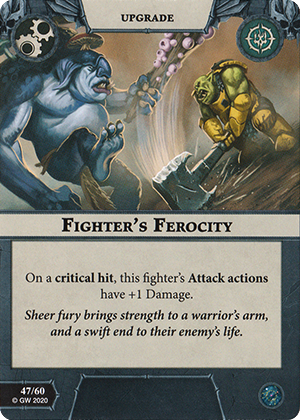 UPGRADE
FIGHTER'S FEROCITY
On a critical hit, this fighter's Attack actions
have +1 Damage.
Sheer fury brings strength to a warrior's arm,
and a swift end to their enemy's life.
47/60
© GW 2020